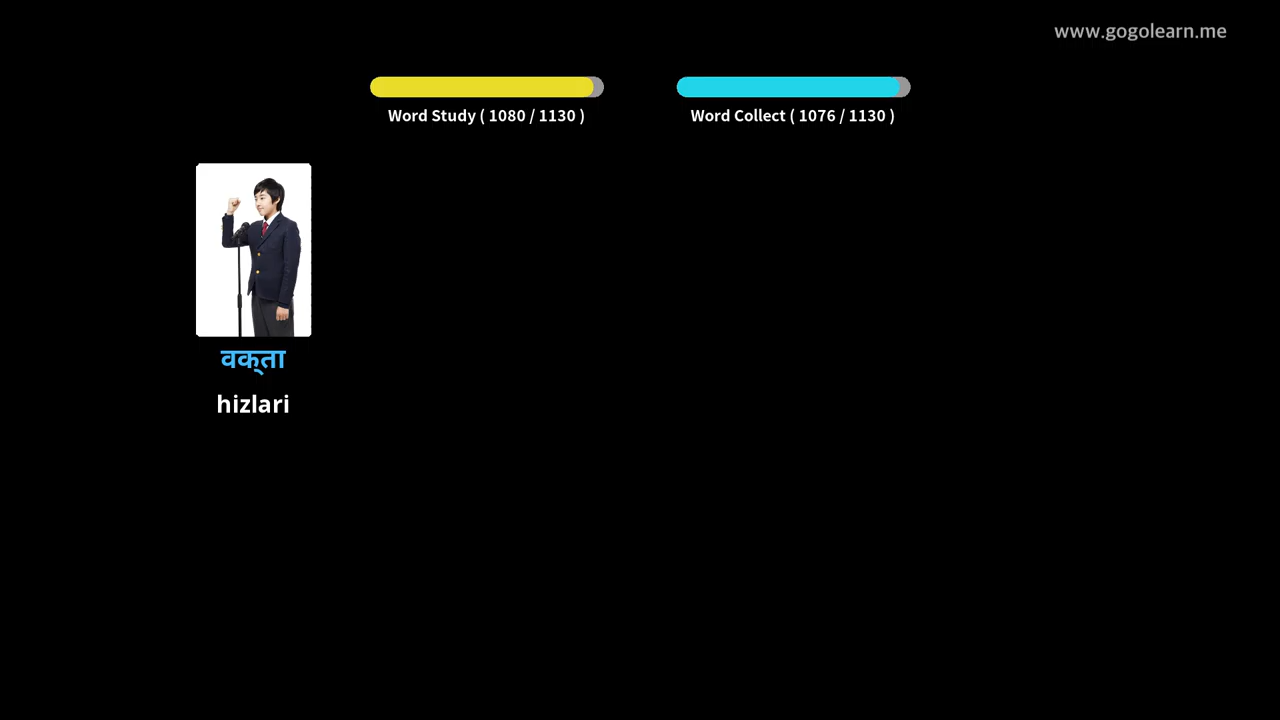 www.gogolearn.me
Word Study ( 1080 / 1130 )
Word Collect ( 1076 / 1130 )
वक्‌ता
hizlari